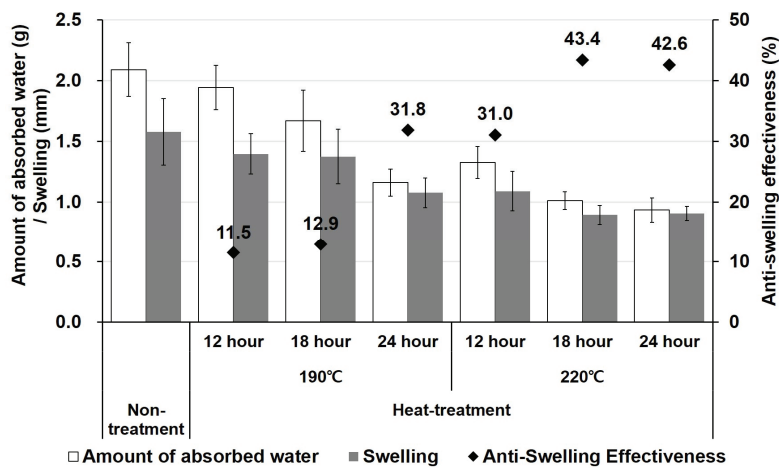 Amount of absorbed water (g)
/ Swelling (mm)
2.5
2.0
1.5
1.0
0.5
0.0
11.5
12.9
31.8
31.0
43.4
42.6
50
40
30
20
10
0
Anti-swelling effectiveness (%)
12 hour 18 hour 24 hour 12 hour 18 hour 24 hour
190℃ 220℃
Non-
treatment
Heat-treatment
Amount of absorbed water Swelling Anti-Swelling Effectiveness